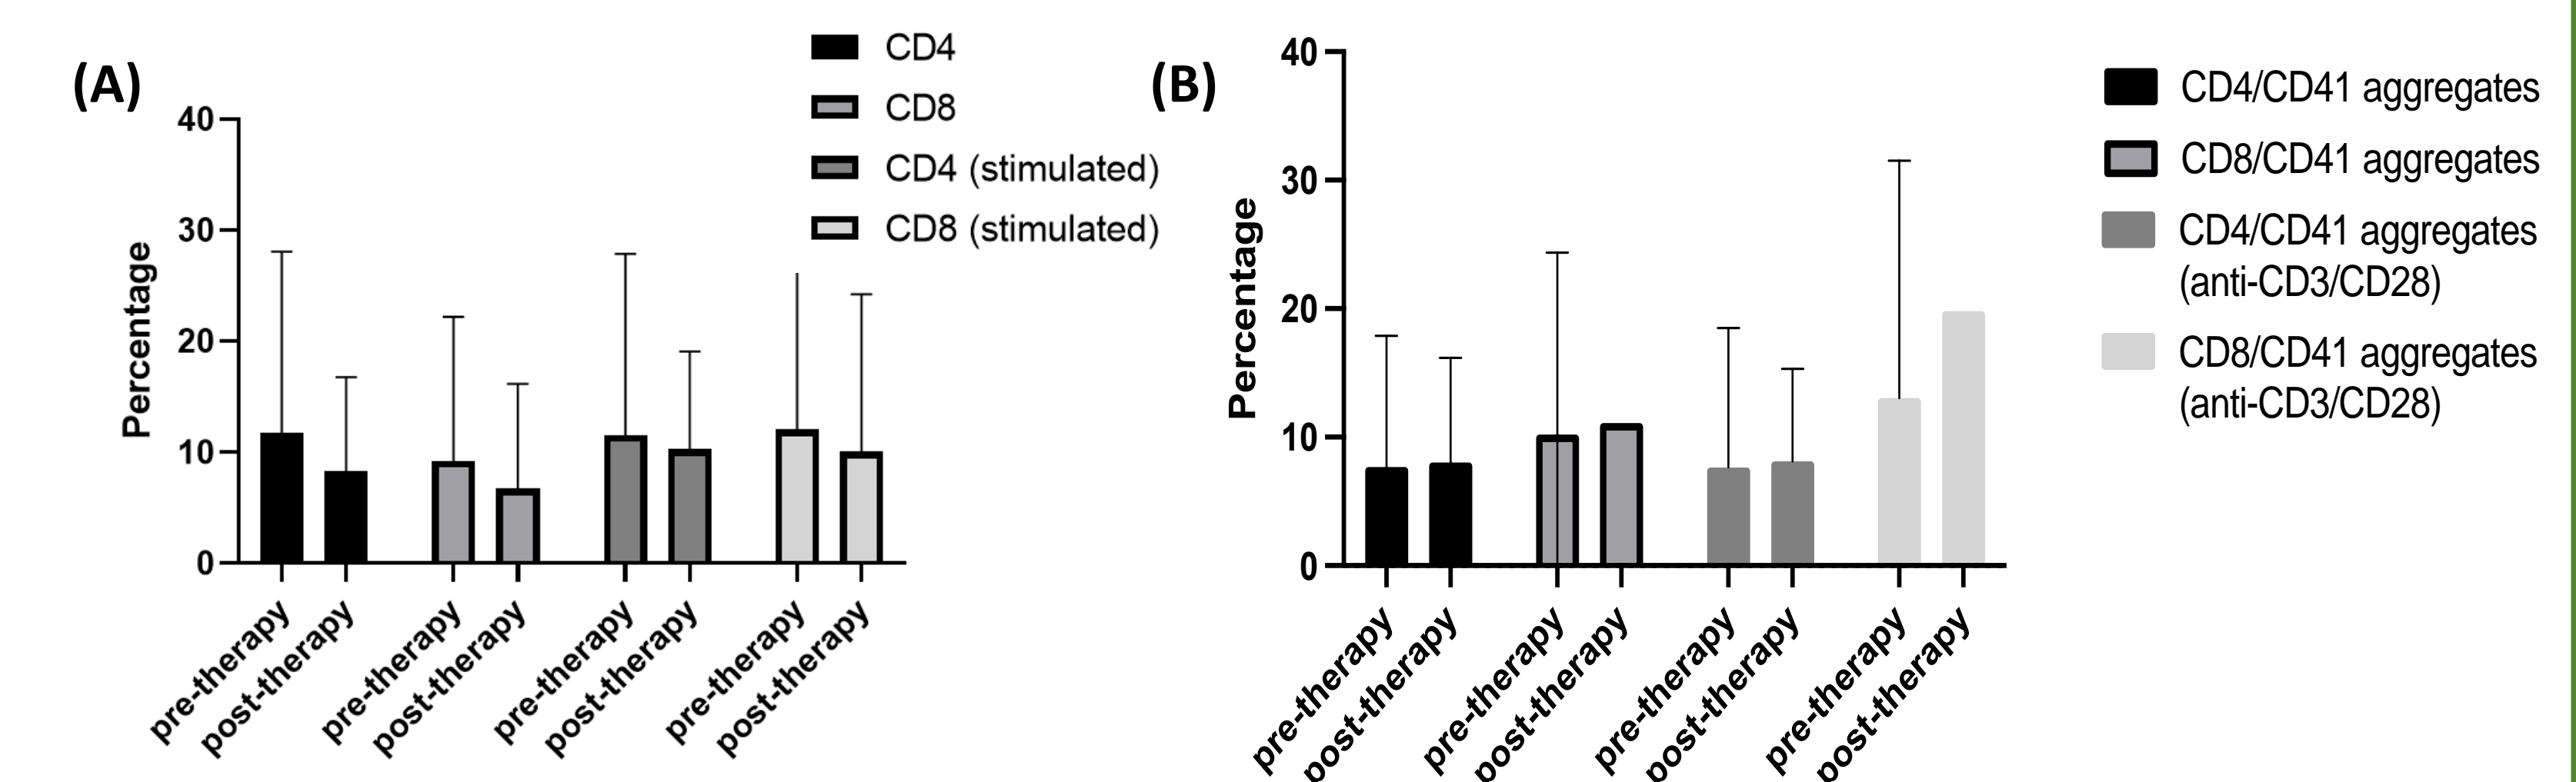 (A)
CD4
CD8
CD4 (stimulated)
CD8 (stimulated)
Percentage
40
30
20
10
0
pre-therapy
post-therapy
pre-therapy
post-therapy
pre-therapy
post-therapy
pre-therapy
post-therapy
(B)
CD4/CD41 aggregates
CD8/CD41 aggregates
CD4/CD41 aggregates
(anti-CD3/CD28)
CD8/CD41 aggregates
(anti-CD3/CD28)
Percentage
40
30
20
10
0
pre-therapy
post-therapy
pre-therapy
post-therapy
pre-therapy
post-therapy
pre-therapy
post-therapy